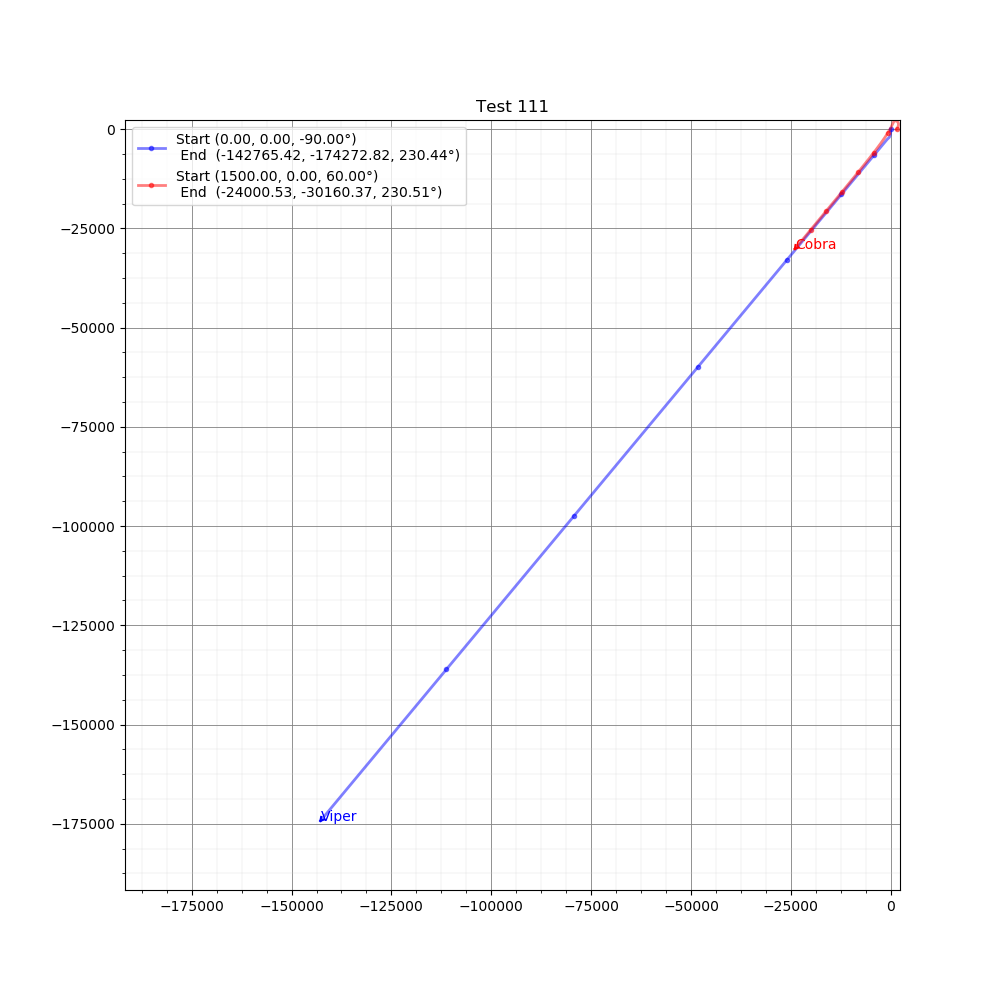 Test 111
Start (0.00, 0.00, -90.00°)
End  (-142765.42, -174272.82, 230.44°)
Start (1500.00, 0.00, 60.00°)
End  (-24000.53, -30160.37, 230.51°)
0
−25000
−50000
−75000
−100000
−125000
−150000
−175000
Cobra
Viper
−175000
−150000
−125000
−100000
−75000
−50000
−25000
0